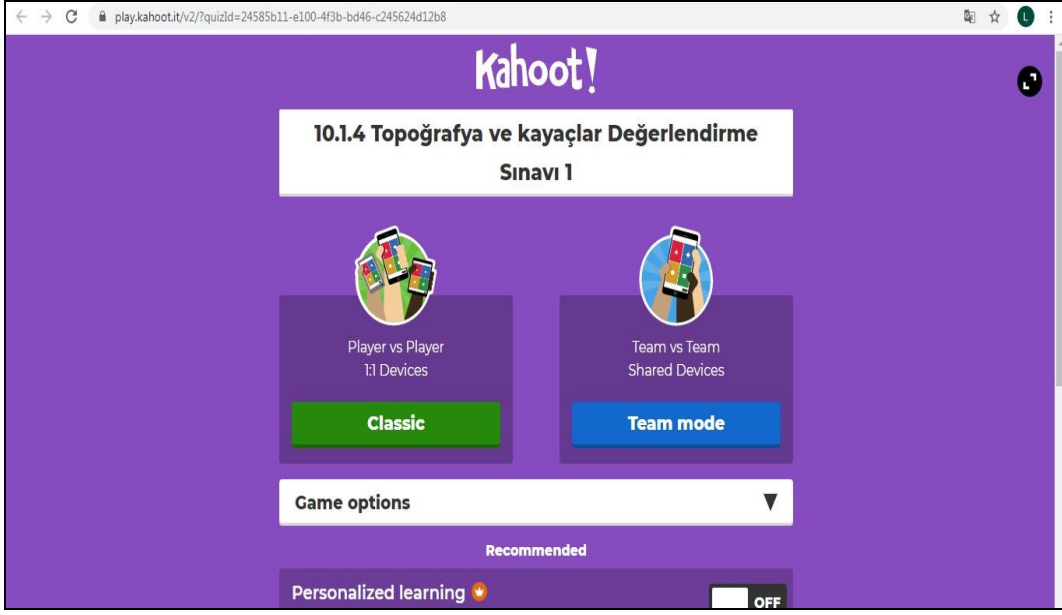 play.kahoot.it/v2/?quizId=24585b11-e100-4f3b-bd46-c245624d12b8
L
Kahoot!
10.1.4 Topoğrafya ve kayaçlar Değerlendirme
Sınavı 1
Player vs Player
1:1 Devices
Classic
Team vs Team
Shared Devices
Team mode
Game options
Recommended
Personalized learning
OFF